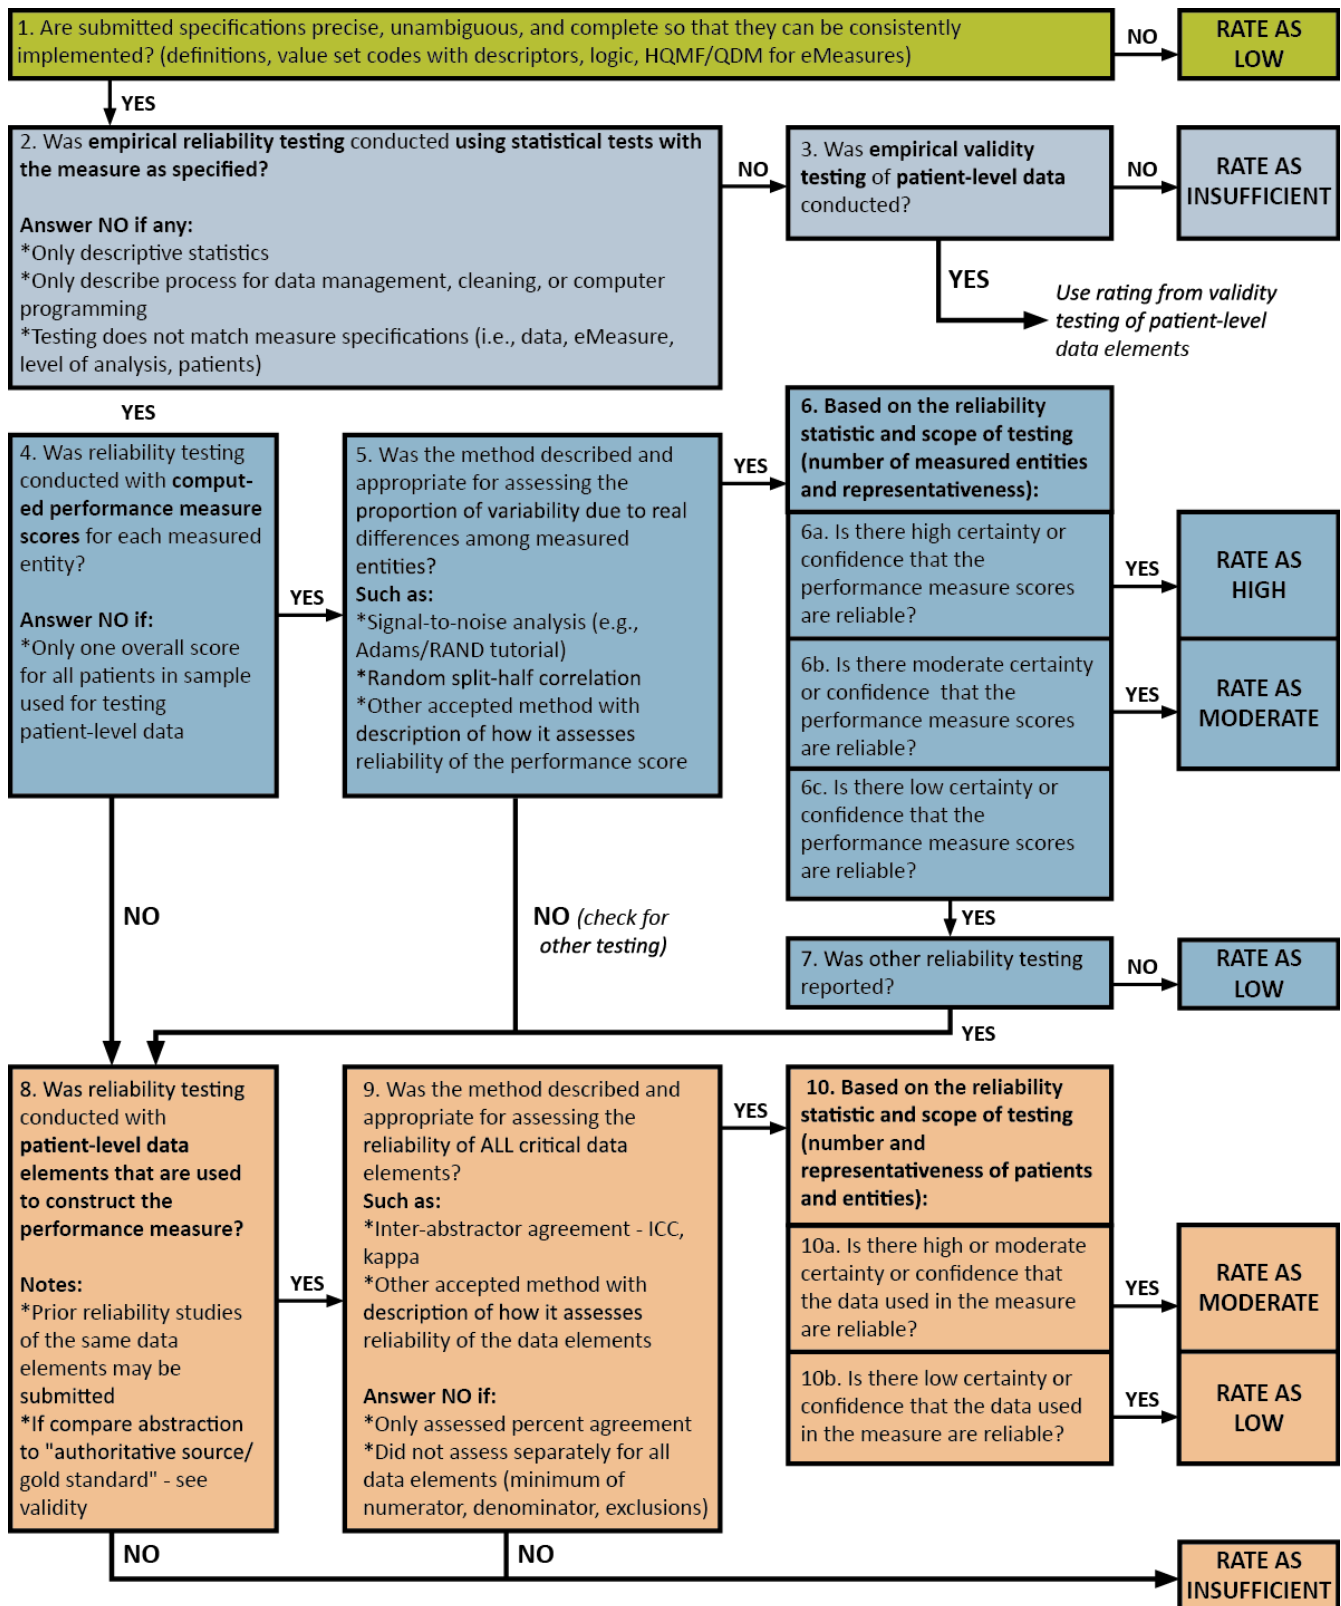 1. Are submitted specifications precise, unambiguous, and complete so that they can be consistently
implemented? (definitions, value set codes with descriptors, logic, HQMF/QDM for eMeasures)
NO
RATE AS
LOW
YES
2. Was empirical reliability testing conducted using statistical tests with
the measure as specified?
Answer NO if any:
*Only descriptive statistics
*Only describe process for data management, cleaning, or computer
programming
*Testing does not match measure specifications (i.e., data, eMeasure,
level of analysis, patients)
NO
3. Was empirical validity
testing of patient-level data
conducted?
NO
RATE AS
INSUFFICIENT
YES
Use rating from validity
testing of patient-level
data elements
YES
4. Was reliability testing
conducted with comput-
ed performance measure
scores for each measured
entity?
Answer NO if:
*Only one overall score
for all patients in sample
used for testing
patient-level data
YES
5. Was the method described and
appropriate for assessing the
proportion of variability due to real
differences among measured
entities?
Such as:
*Signal-to-noise analysis (e.g.,
Adams/RAND tutorial)
*Random split-half correlation
*Other accepted method with
description of how it assesses
reliability of the performance score
YES
6. Based on the reliability
statistic and scope of testing
(number of measured entities
and representativeness):
6a. Is there high certainty or
confidence that the
performance measure scores
are reliable?
YES
RATE AS
HIGH
6b. Is there moderate certainty
or confidence that the
performance measure scores
are reliable?
YES
RATE AS
MODERATE
6c. Is there low certainty or
confidence that the
performance measure scores
are reliable?
YES
NO
NO (check for
other testing)
7. Was other reliability testing
reported?
NO
RATE AS
LOW
YES
8. Was reliability testing
conducted with
patient-level data
elements that are used
to construct the
performance measure?
Notes:
*Prior reliability studies
of the same data
elements may be
submitted
*If compare abstraction
to "authoritative source/
gold standard" - see
validity
YES
9. Was the method described and
appropriate for assessing the
reliability of ALL critical data
elements?
Such as:
*Inter-abstractor agreement - ICC,
kappa
*Other accepted method with
description of how it assesses
reliability of the data elements
Answer NO if:
*Only assessed percent agreement
*Did not assess separately for all
data elements (minimum of
numerator, denominator, exclusions)
YES
10. Based on the reliability
statistic and scope of testing
(number and
representativeness of patients
and entities):
10a. Is there high or moderate
certainty or confidence that
the data used in the measure
are reliable?
YES
RATE AS
MODERATE
10b. Is there low certainty or
confidence that the data used
in the measure are reliable?
YES
RATE AS
LOW
NO
NO
RATE AS
INSUFFICIENT